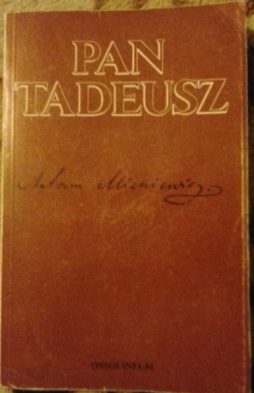 PAN
TADEUSZ
Adam Mickiewicz.
OSSOLINEUM